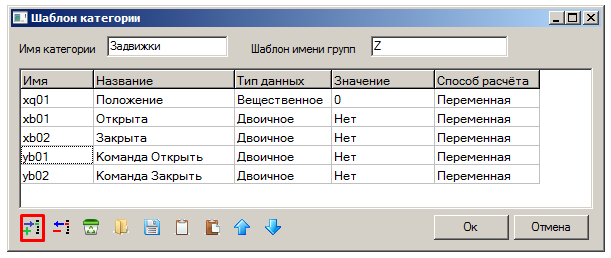 Шаблон категории
Имя категории Задвижки Шаблон имени групп Z
Имя Название Тип данных Значение Способ расчёта
xq01 Положение Вещественное 0 Переменная
xb01 Открыта Двоичное Нет Переменная
xb02 Закрыта Двоичное Нет Переменная
yb01 Команда Открыть Двоичное Нет Переменная
yb02 Команда Закрыть Двоичное Нет Переменная
Ок Отмена